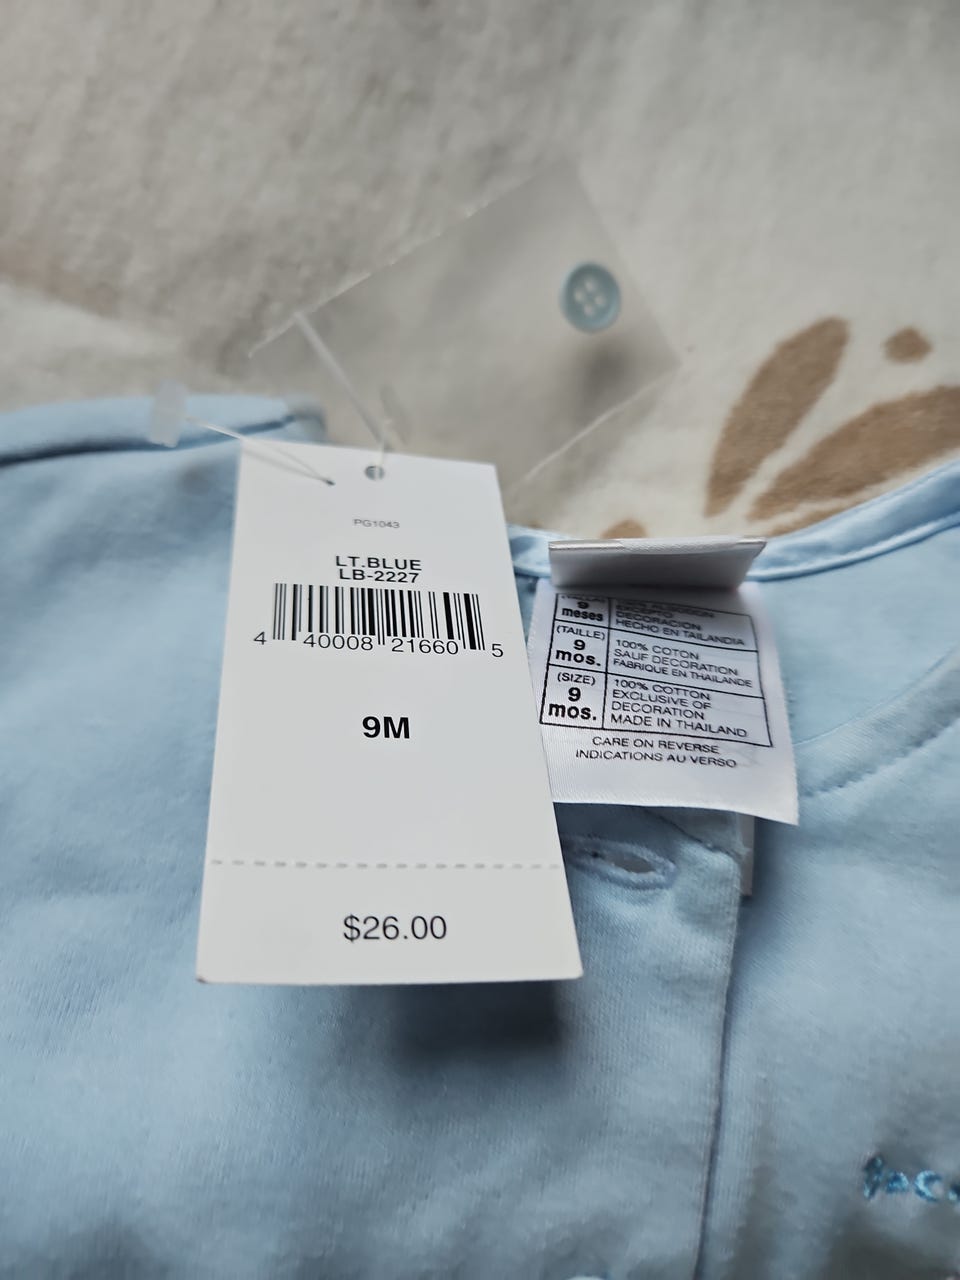 PG1043
LT.BLUE
LB-2227
4 40008 21660 5
9M
$26.00
9
meses
DECORACION
HECHO EN TAILANDIA
(TAILLE)
9
mos.
100% COTON
SAUF DECORATION
FABRIQUE EN THAILANDE
(SIZE)
9
mos.
100% COTTON
EXCLUSIVE OF
DECORATION
MADE IN THAILAND
CARE ON REVERSE
INDICATIONS AU VERSO